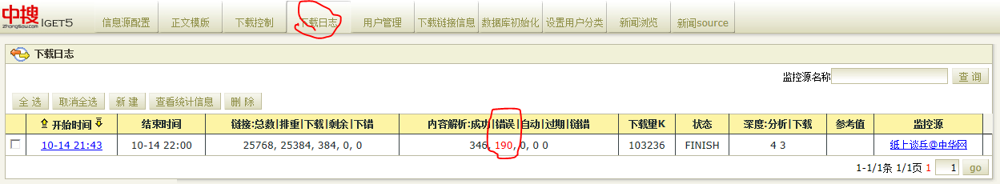 中搜 ZhongSou.com IGET5 信息源配置 正文模版 下载控制 下载日志 用户管理 下载链接信息 数据库初始化 设置用户分类 新闻浏览 新闻source
下载日志
监控源名称 查 询
全 选 取消全选 新 建 查看统计信息 删 除
开始时间 结束时间 链接:总数|排重|下载|剩余|下错 内容解析:成功|错误|自动|过期|链错 下载量K 状态 深度:分析|下载 参考值 监控源
10-14 21:43 10-14 22:00 25768, 25384, 384, 0, 0 346, 190, 0, 0 0 103236 FINISH 4 3 纸上谈兵@中华网
1-1/1条 1/1页 1 1 go